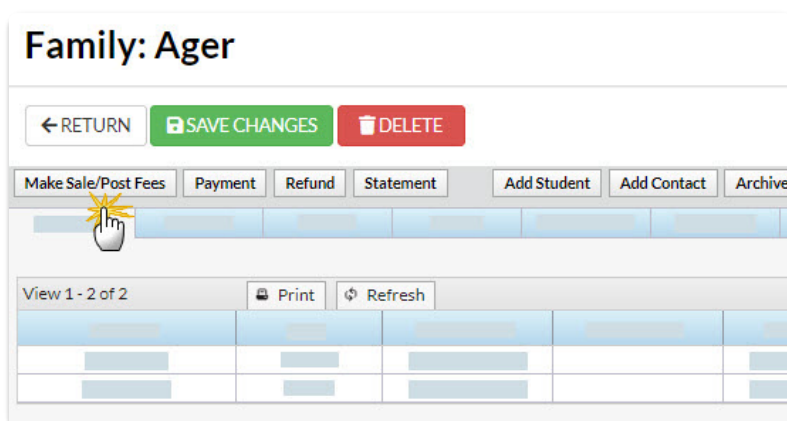 Family: Ager
RETURN SAVE CHANGES DELETE
Make Sale/Post Fees Payment Refund Statement Add Student Add Contact Archive
View 1 - 2 of 2 Print Refresh